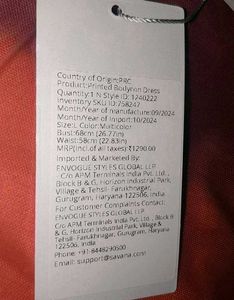 Country of Origin:PRC
Product:Printed Bodycon Dress
Quantity:1 N Style ID: 1240222
Inventory SKU ID:758247
Month/Year of manufacture:09/2024
Month/Year of import:10/2024
Size:L Color:Multicolor
Bust:68cm (26.77in)
Waist:58cm (22.83in)
MRP(incl.of all taxes) ₹1290.00
Imported & Marketed By:
ENVOGUE STYLES GLOBAL LLP
C/o APM Terminals India Pvt. Ltd. ,
Block B & G, Horizon Industrial Park,
Village & Tehsil- Farukhnagar,
Gurugram, Haryana 122506, India
For Customer Complaints Contact:
ENVOGUE STYLES GLOBAL LLP
C/o APM Terminals India Pvt. Ltd., Block B
& G, Horizon Industrial Park, Village &
Tehsil- Farukhnagar, Gurugram, Haryana
122506, India
Phone: +91-8448290500
Email: support@savana.com